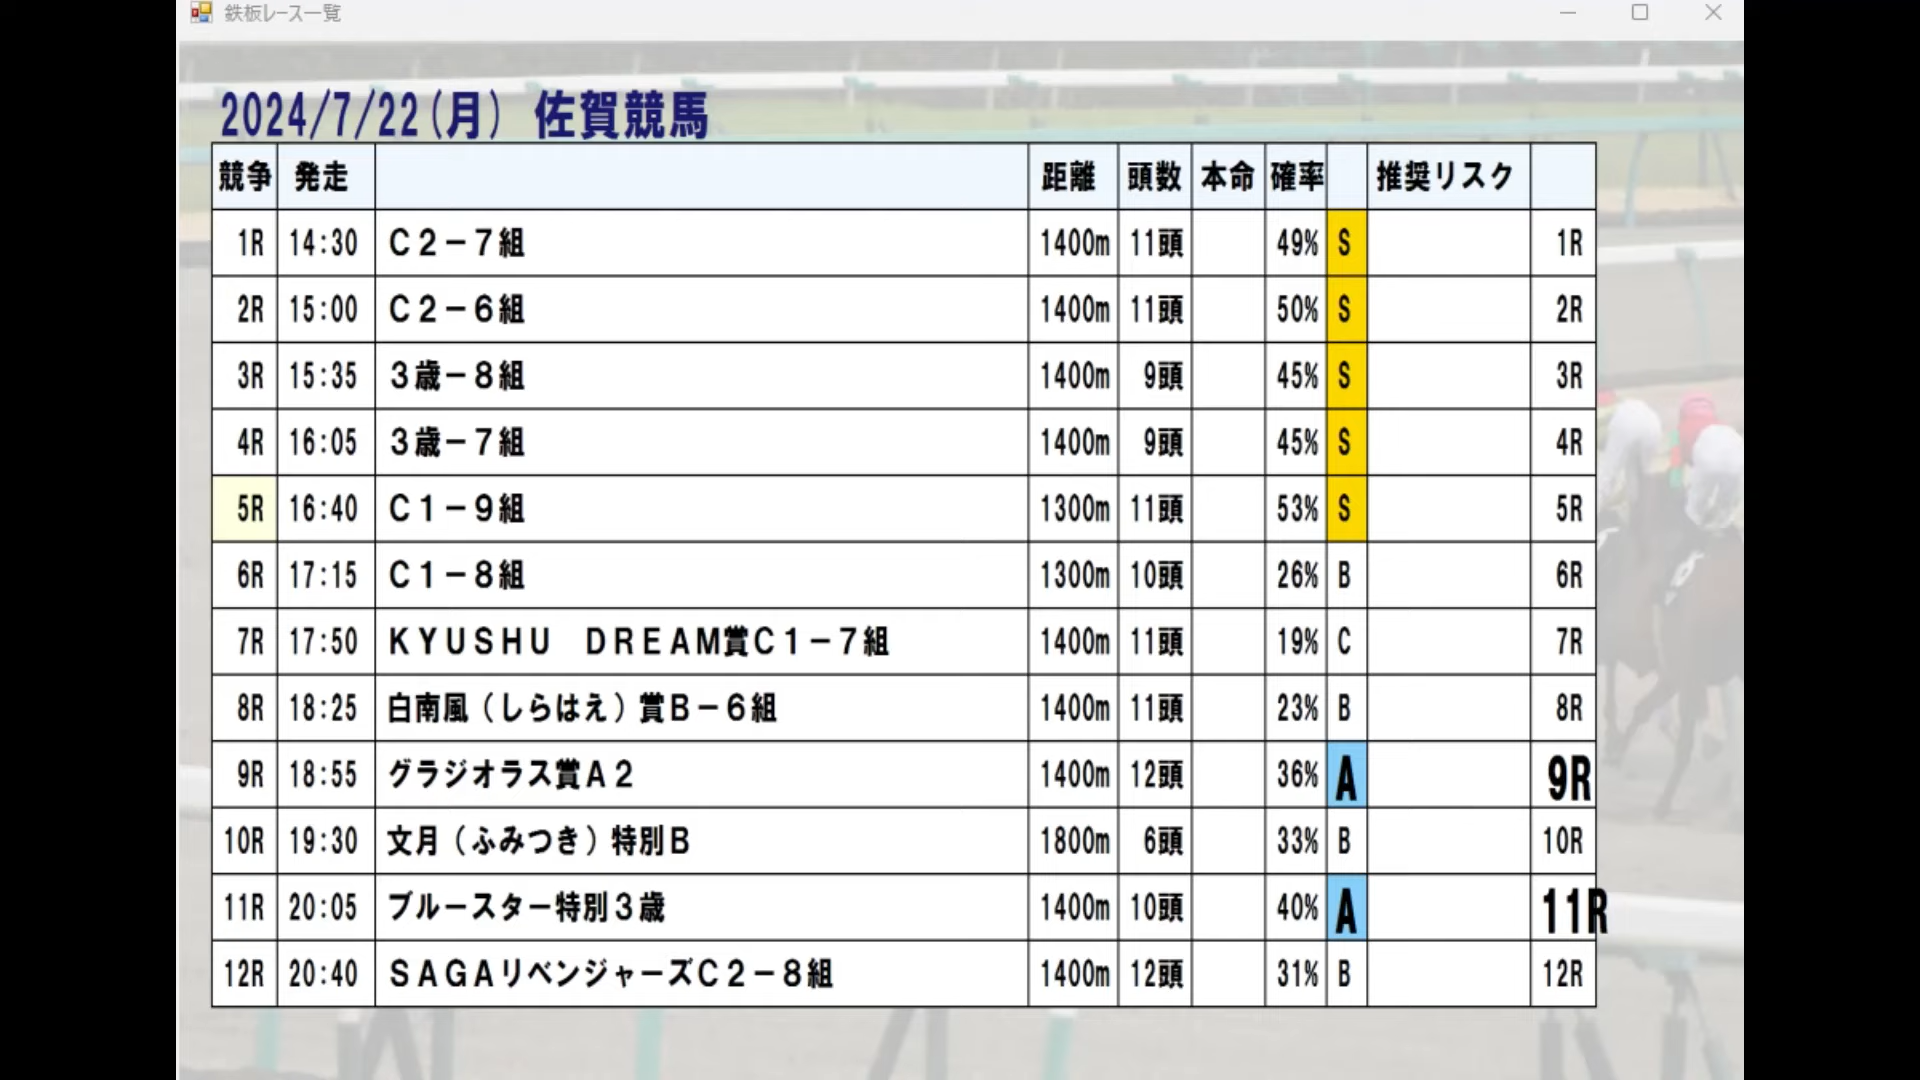 鉄板レース一覧
2024/7/22(月) 佐賀競馬
競争 発走 距離 頭数 本命 確率 推奨リスク
1R 14:30 C2-7組 1400m 11頭 49% S 1R
2R 15:00 C2-6組 1400m 11頭 50% S 2R
3R 15:35 3歳-8組 1400m 9頭 45% S 3R
4R 16:05 3歳-7組 1400m 9頭 45% S 4R
5R 16:40 C1-9組 1300m 11頭 53% S 5R
6R 17:15 C1-8組 1300m 10頭 26% B 6R
7R 17:50 KYUSHU DREAM賞C1-7組 1400m 11頭 19% C 7R
8R 18:25 白南風(しらはえ)賞B-6組 1400m 11頭 23% B 8R
9R 18:55 グラジオラス賞A2 1400m 12頭 36% A 9R
10R 19:30 文月(ふみつき)特別B 1800m 6頭 33% B 10R
11R 20:05 ブルースター特別3歳 1400m 10頭 40% A 11R
12R 20:40 SAGAリベンジャーズC2-8組 1400m 12頭 31% B 12R